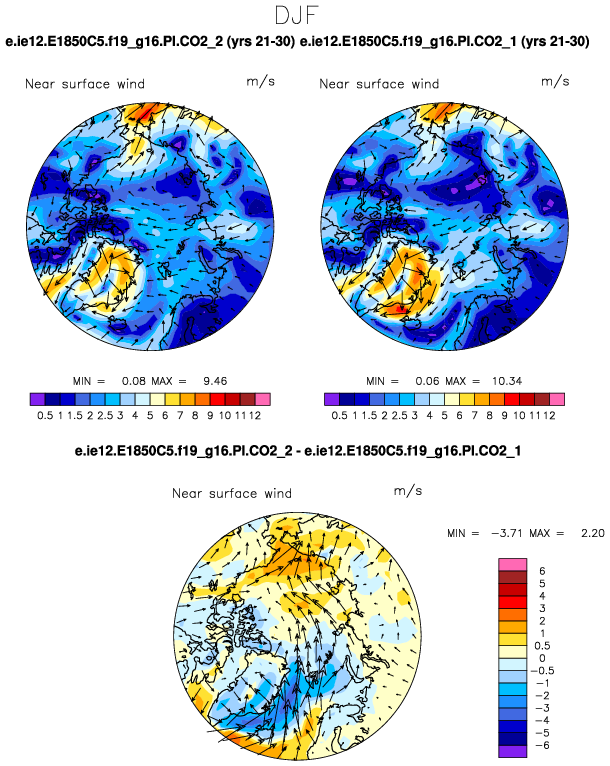 DJF
e.ie12.E1850C5.f19_g16.PI.CO2_2 (yrs 21-30) e.ie12.E1850C5.f19_g16.PI.CO2_1 (yrs 21-30)
Near surface wind m/s
Near surface wind m/s
MIN = 0.08 MAX = 9.46
0.5 1 1.5 2 2.5 3 4 5 6 7 8 9 10 11 12
MIN = 0.06 MAX = 10.34
0.5 1 1.5 2 2.5 3 4 5 6 7 8 9 10 11 12
e.ie12.E1850C5.f19_g16.PI.CO2_2 - e.ie12.E1850C5.f19_g16.PI.CO2_1
Near surface wind m/s
MIN = -3.71 MAX = 2.20
6
5
4
3
2
1
0.5
0
-0.5
-1
-2
-3
-4
-5
-6